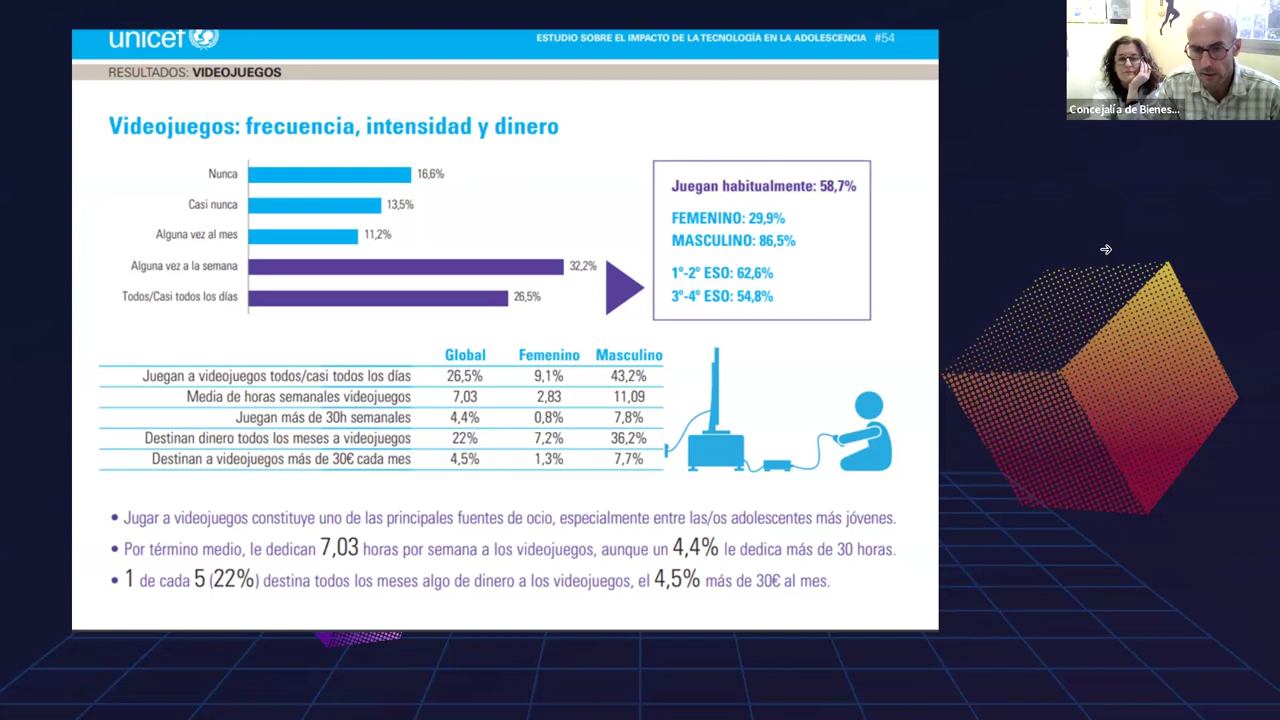 unicef
ESTUDIO SOBRE EL IMPACTO DE LA TECNOLOGÍA EN LA ADOLESCENCIA #54
RESULTADOS: VIDEOJUEGOS
Videojuegos: frecuencia, intensidad y dinero
Nunca 16,6%
Casi nunca 13,5%
Alguna vez al mes 11,2%
Alguna vez a la semana 32,2%
Todos/Casi todos los días 26,5%
Juegan habitualmente: 58,7%
FEMENINO: 29,9%
MASCULINO: 86,5%
1º-2º ESO: 62,6%
3º-4º ESO: 54,8%
Global Femenino Masculino
Juegan a videojuegos todos/casi todos los días 26,5% 9,1% 43,2%
Media de horas semanales videojuegos 7,03 2,83 11,09
Juegan más de 30h semanales 4,4% 0,8% 7,8%
Destinan dinero todos los meses a videojuegos 22% 7,2% 36,2%
Destinan a videojuegos más de 30€ cada mes 4,5% 1,3% 7,7%
• Jugar a videojuegos constituye uno de las principales fuentes de ocio, especialmente entre las/os adolescentes más jóvenes.
• Por término medio, le dedican 7,03 horas por semana a los videojuegos, aunque un 4,4% le dedica más de 30 horas.
• 1 de cada 5 (22%) destina todos los meses algo de dinero a los videojuegos, el 4,5% más de 30€ al mes.
Concejalía de Bienes...